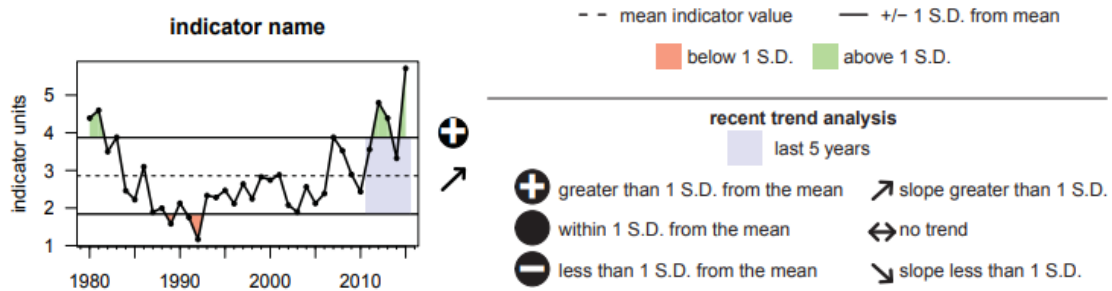 indicator name
indicator units
5
4
3
2
1
1980
1990
2000
2010
mean indicator value
+/− 1 S.D. from mean
below 1 S.D.
above 1 S.D.
recent trend analysis
last 5 years
greater than 1 S.D. from the mean
slope greater than 1 S.D.
within 1 S.D. from the mean
no trend
less than 1 S.D. from the mean
slope less than 1 S.D.